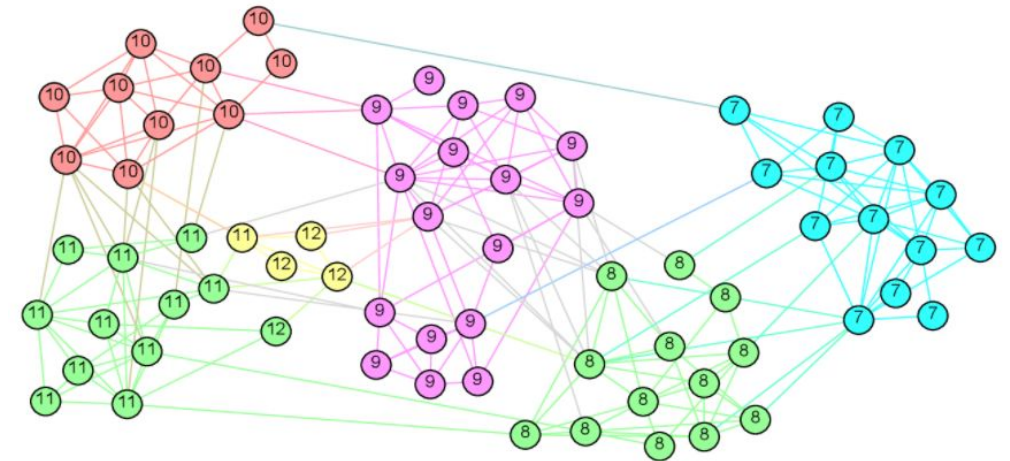 10
10
10 10
10 9
10 10 9 9
10 9 7 7
10 9 9 7
10 10 9 9 7 7
9 7
9 7 7
11 11 12
11 11 9 7 7
12 12 8 8
11 8 7
11 11 9 7 7
11 12 9 9
11 8 8
11 9 8
9 9 8
11 11 8
8 8 8
8 8